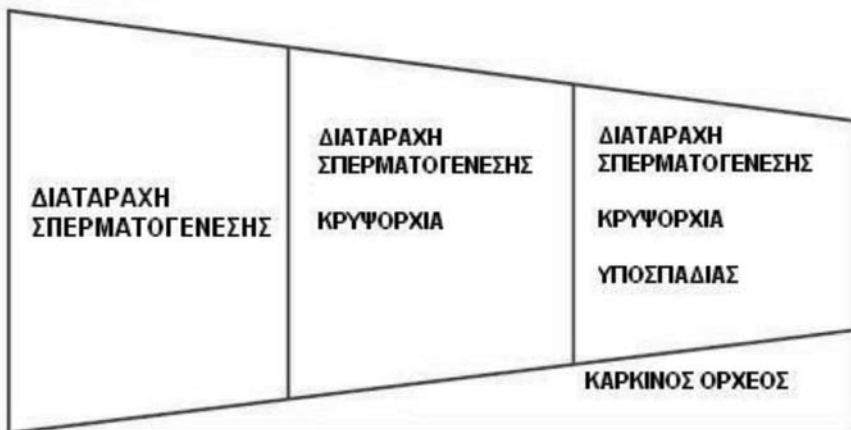 ΔΙΑΤΑΡΑΧΗ
ΣΠΕΡΜΑΤΟΓΕΝΕΣΗΣ
ΔΙΑΤΑΡΑΧΗ
ΣΠΕΡΜΑΤΟΓΕΝΕΣΗΣ
ΚΡΥΨΟΡΧΙΑ
ΔΙΑΤΑΡΑΧΗ
ΣΠΕΡΜΑΤΟΓΕΝΕΣΗΣ
ΚΡΥΨΟΡΧΙΑ
ΥΠΟΣΠΑΔΙΑΣ
ΚΑΡΚΙΝΟΣ ΟΡΧΕΟΣ